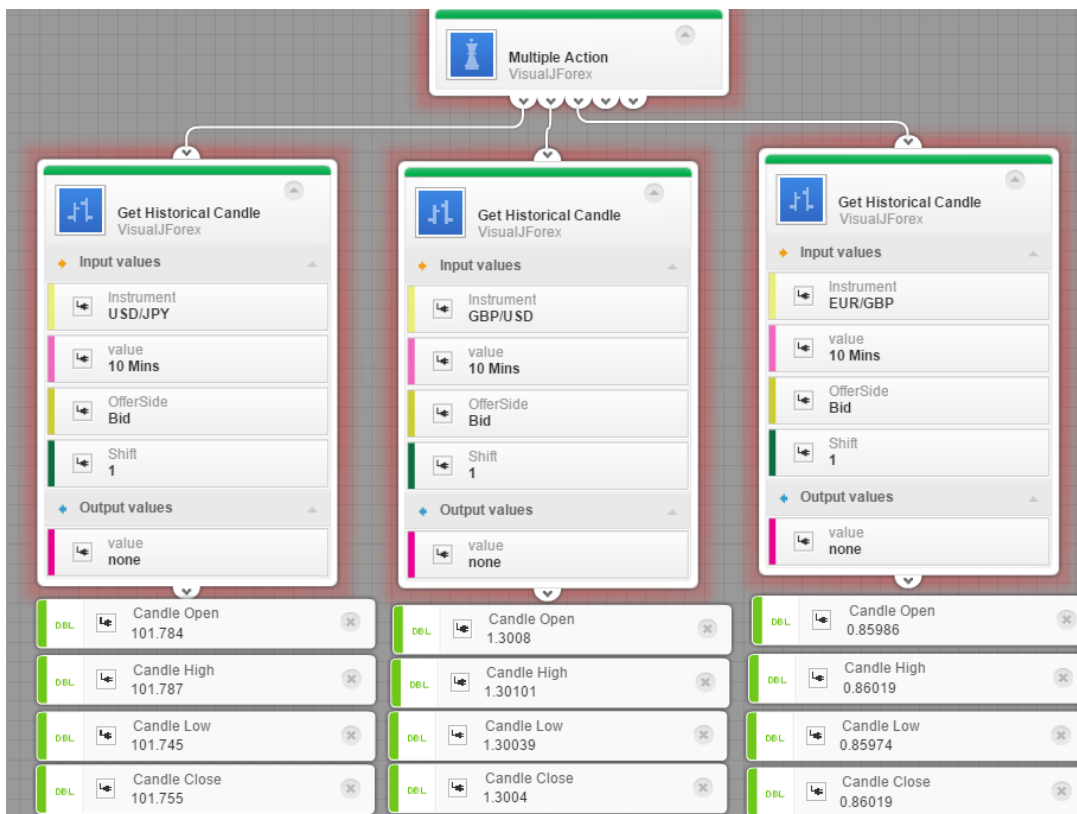 Multiple Action
VisualJForex
Get Historical Candle
VisualJForex
Input values
Instrument
USD/JPY
value
10 Mins
OfferSide
Bid
Shift
1
Output values
value
none
DBL
Candle Open
101.784
DBL
Candle High
101.787
DBL
Candle Low
101.745
DBL
Candle Close
101.755
Get Historical Candle
VisualJForex
Input values
Instrument
GBP/USD
value
10 Mins
OfferSide
Bid
Shift
1
Output values
value
none
DBL
Candle Open
1.3008
DBL
Candle High
1.30101
DBL
Candle Low
1.30039
DBL
Candle Close
1.3004
Get Historical Candle
VisualJForex
Input values
Instrument
EUR/GBP
value
10 Mins
OfferSide
Bid
Shift
1
Output values
value
none
DBL
Candle Open
0.85986
DBL
Candle High
0.86019
DBL
Candle Low
0.85974
DBL
Candle Close
0.86019